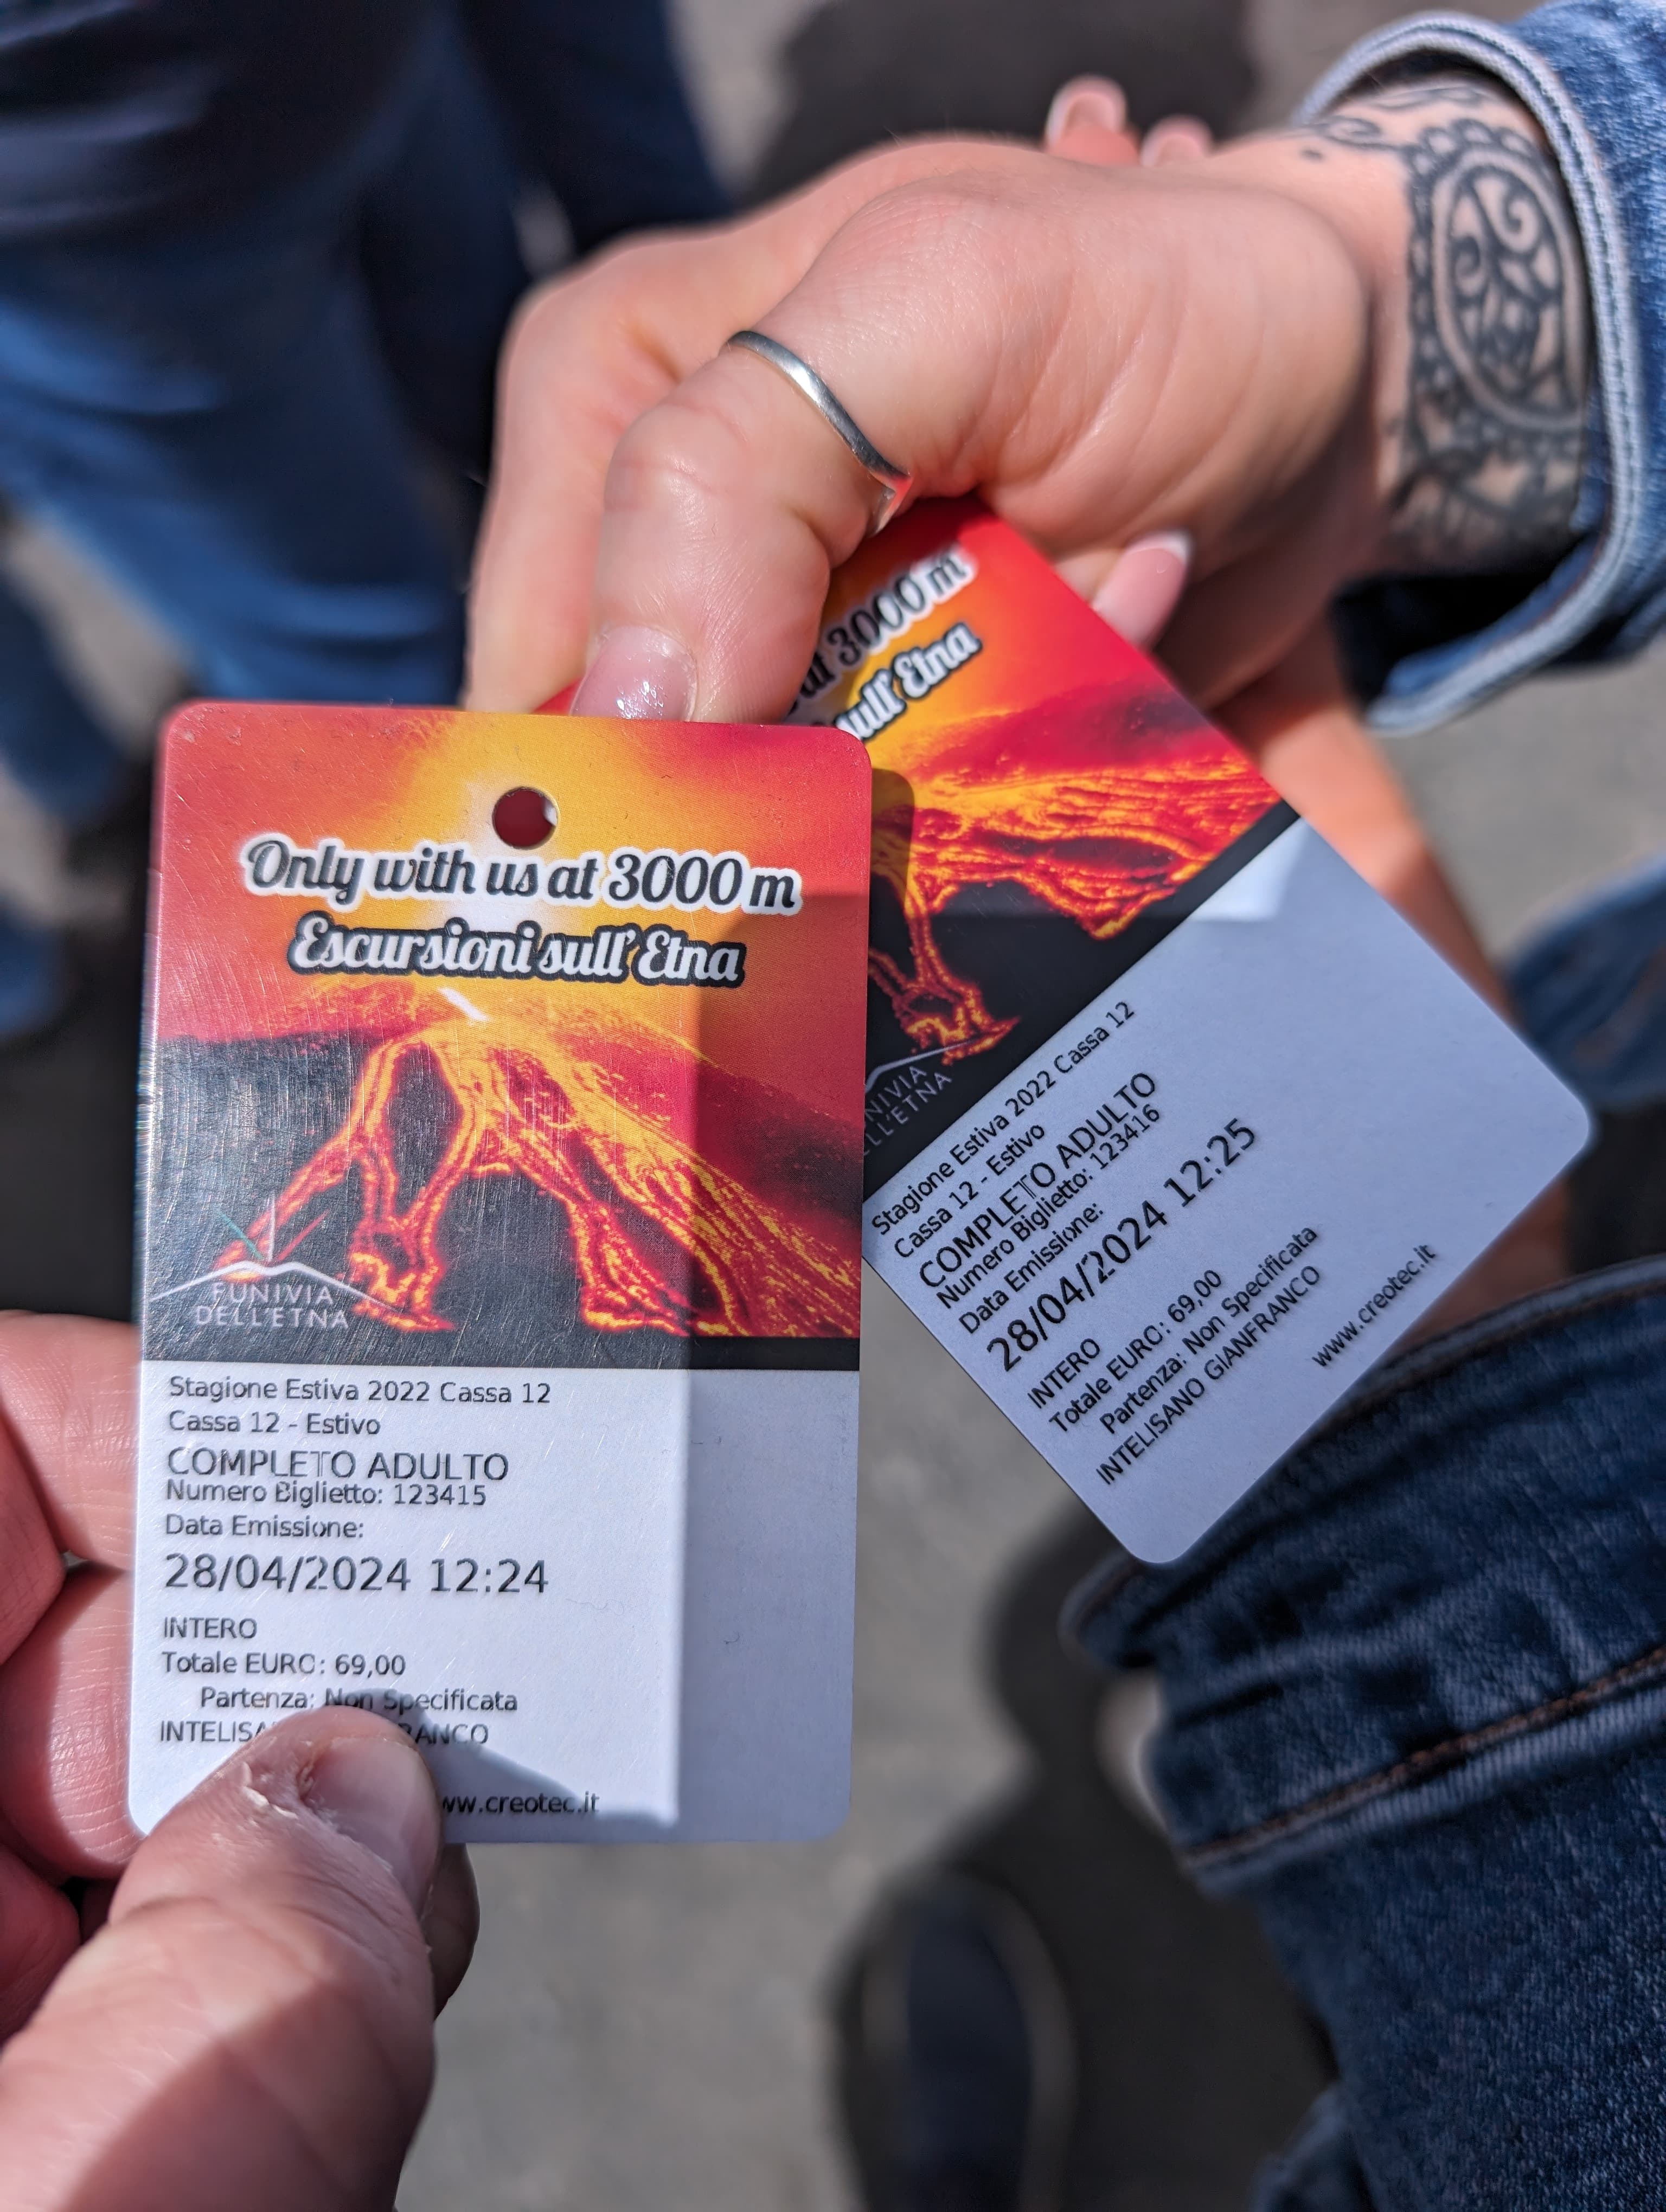 Only with us at 3000 m
Escursioni sull'Etna
FUNIVIA
DELL'ETNA
Stagione Estiva 2022 Cassa 12
Cassa 12 - Estivo
COMPLETO ADULTO
Numero Biglietto: 123415
Data Emissione:
28/04/2024 12:24
INTERO
Totale EURO: 69,00
Partenza: Non Specificata
www.creotec.it
at 3000 m
sull'Etna
Stagione Estiva 2022 Cassa 12
Cassa 12 - Estivo
COMPLETO ADULTO
Numero Biglietto: 123416
Data Emissione:
28/04/2024 12:25
INTERO
Totale EURO: 69,00
Partenza: Non Specificata
INTELISANO GIANFRANCO
www.creotec.it